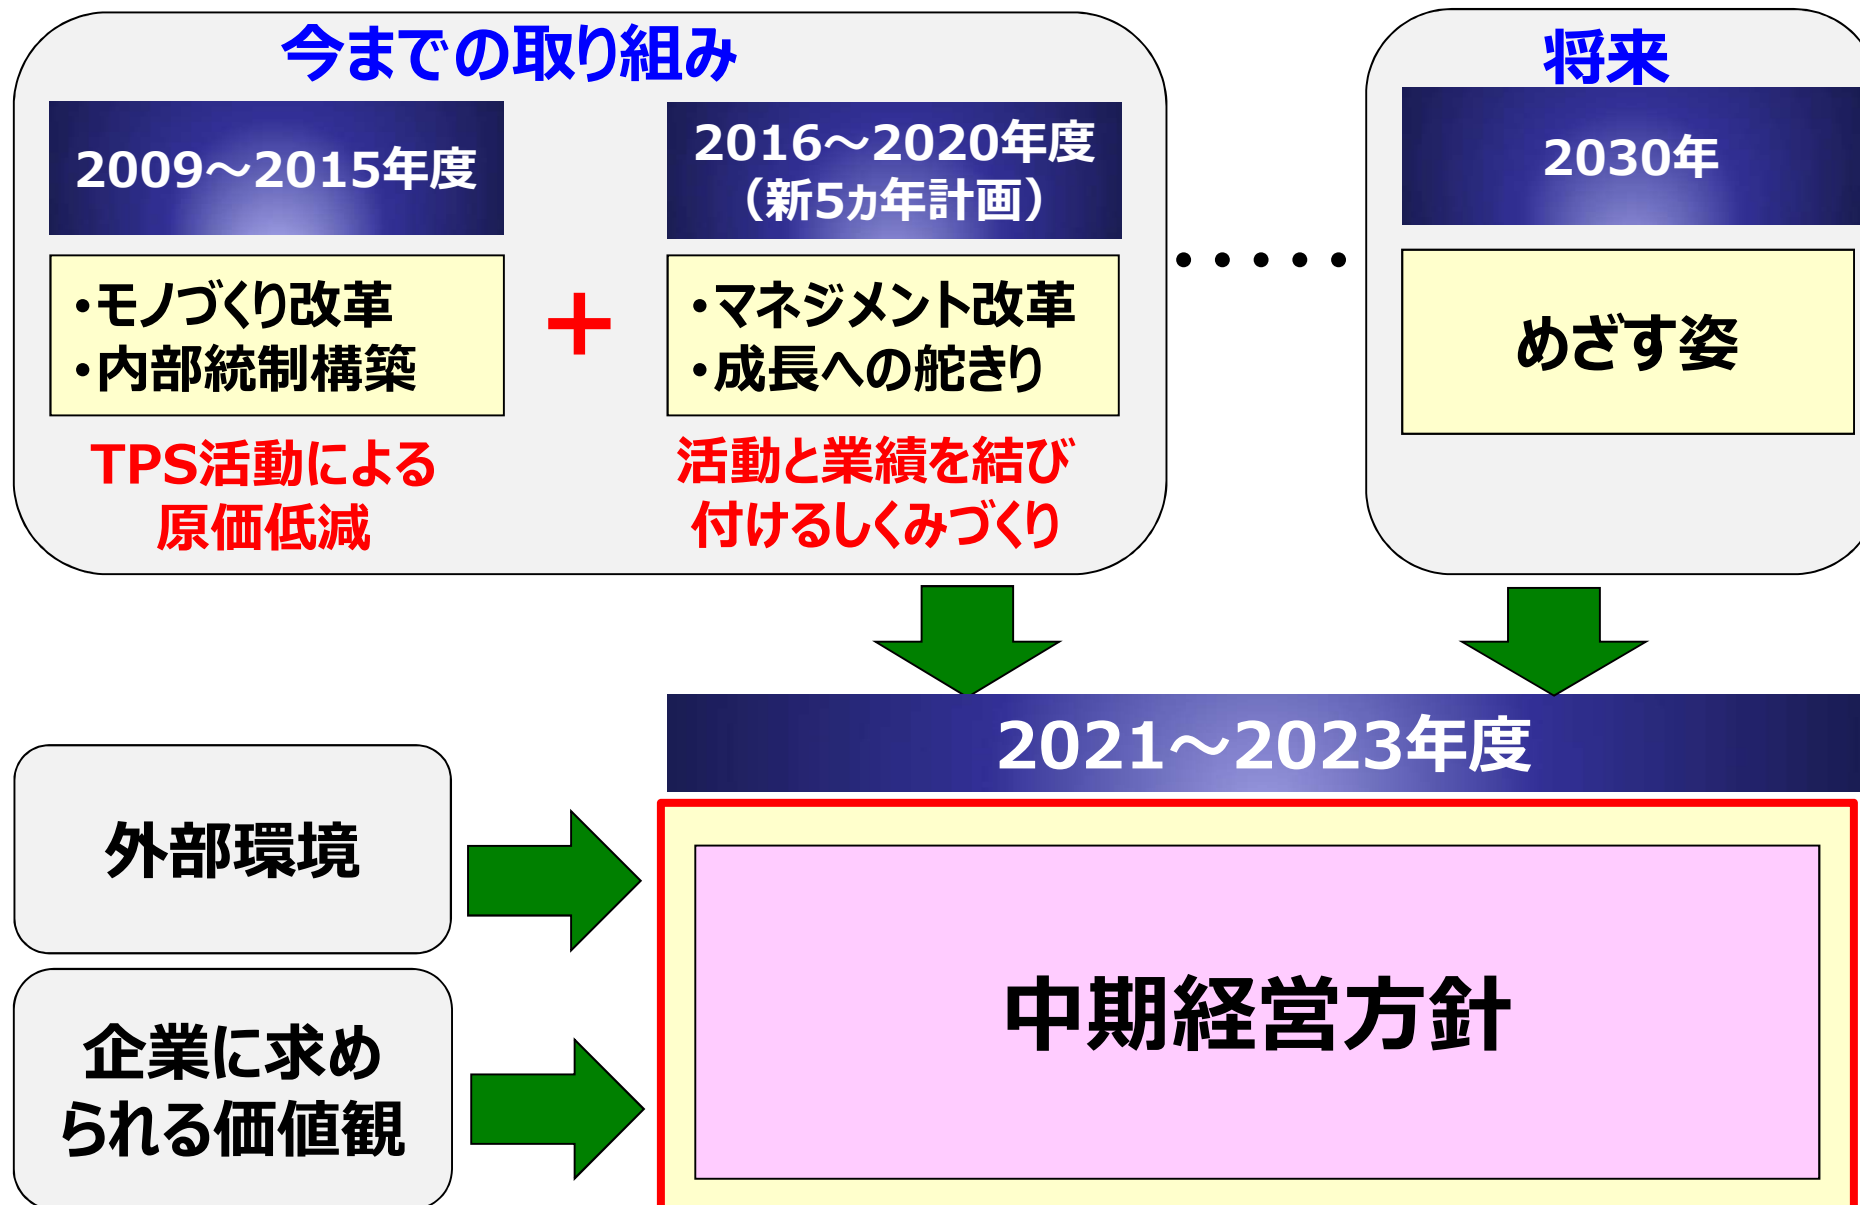 今までの取り組み
2009～2015年度
・モノづくり改革
・内部統制構築
TPS活動による
原価低減
＋
2016～2020年度
（新5ヵ年計画）
・マネジメント改革
・成長への舵きり
活動と業績を結び
付けるしくみづくり
・・・・・
将来
2030年
めざす姿
外部環境
企業に求め
られる価値観
2021～2023年度
中期経営方針